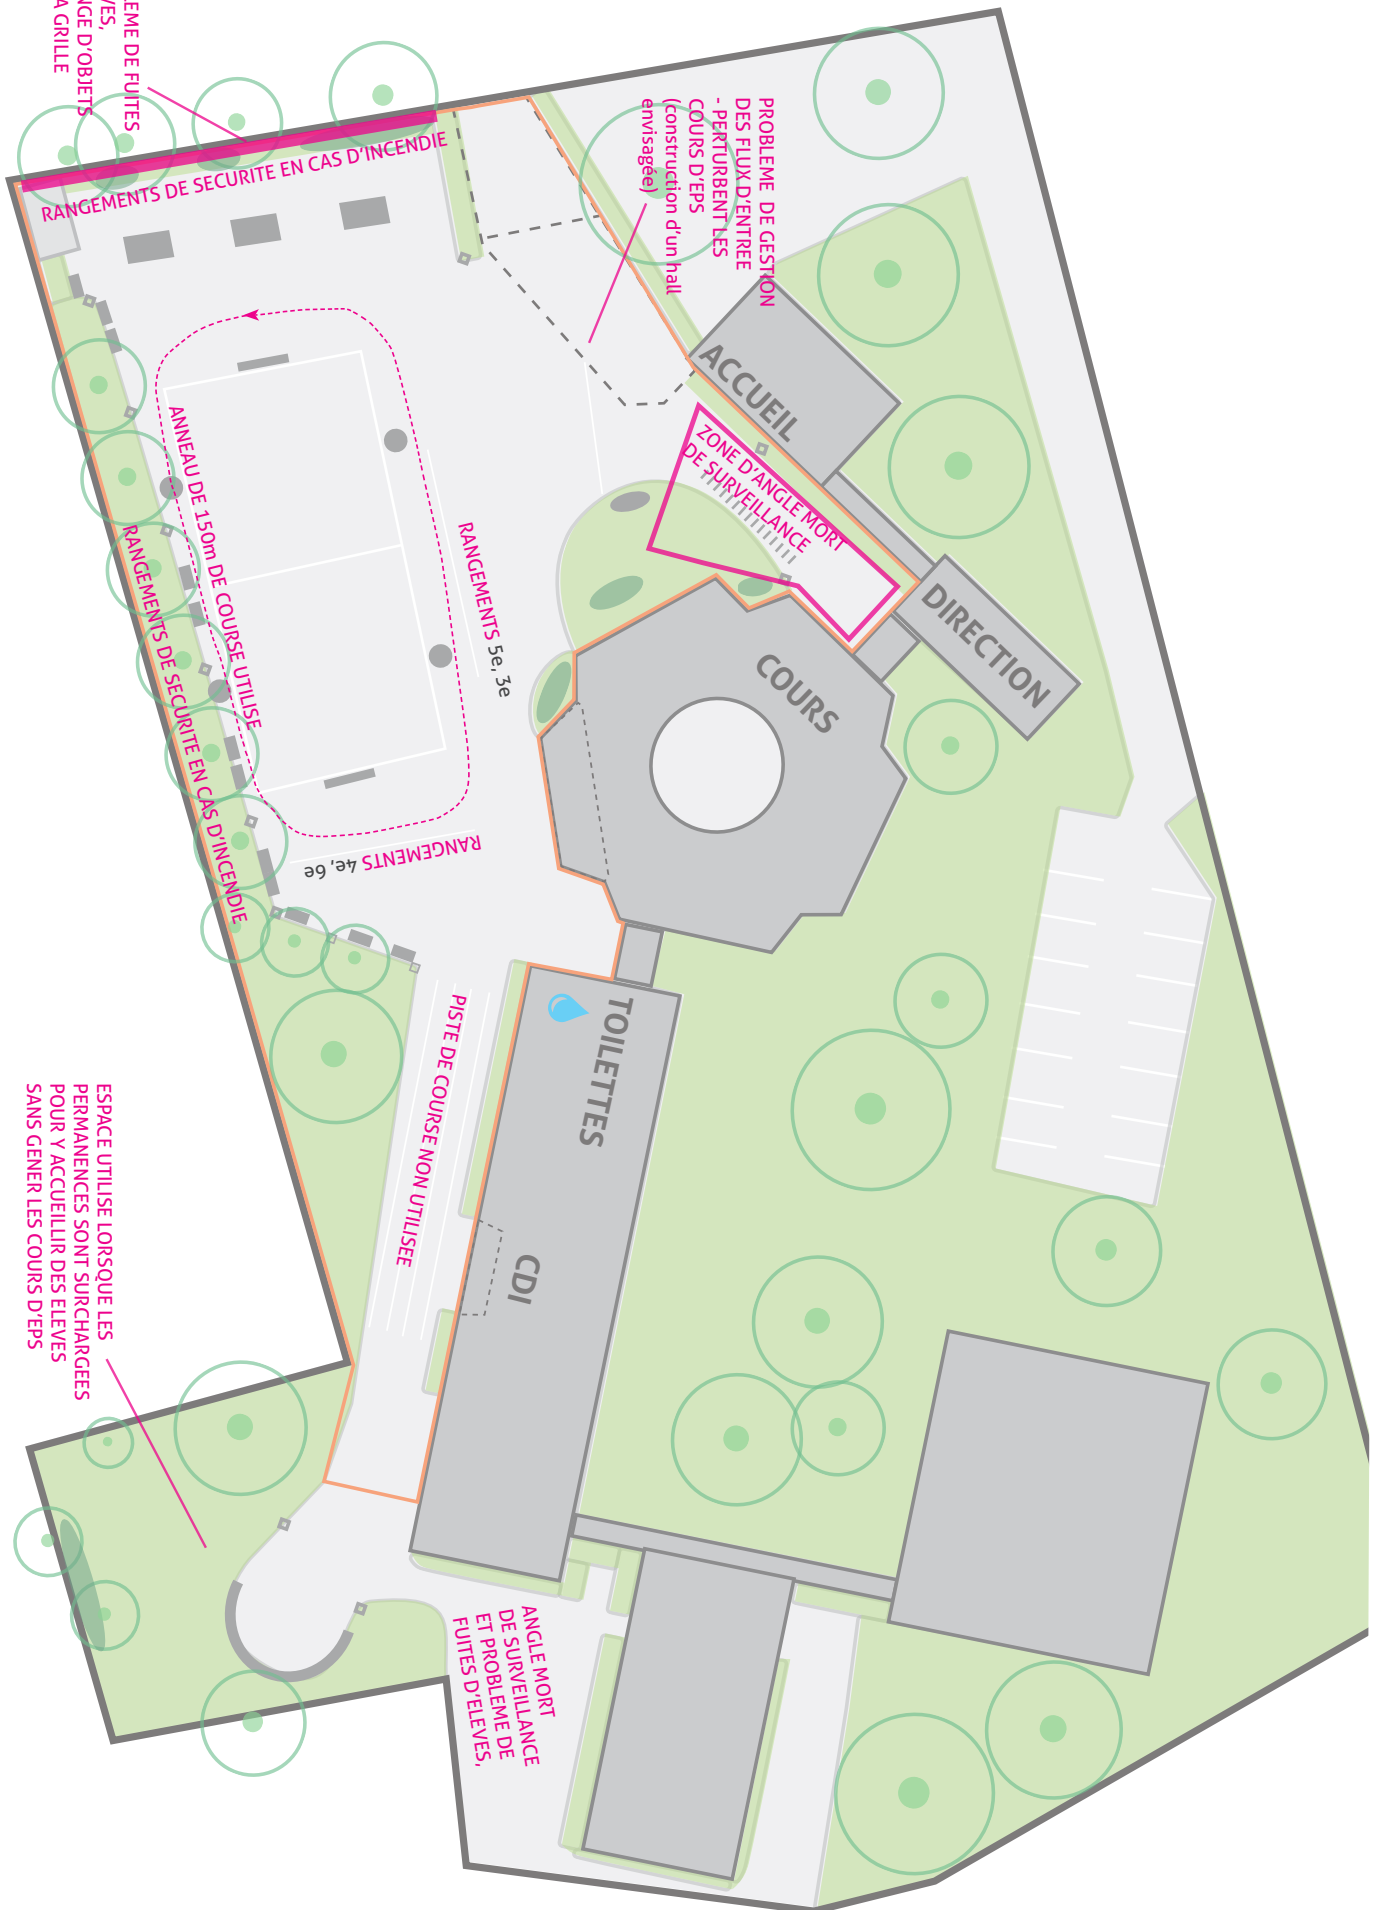 EME DE FUITES
VES,
NGE D'OBJETS
A GRILLE
RANGEMENTS DE SECURITE EN CAS D'INCENDIE
PROBLEME DE GESTION
DES FLUX D'ENTREE
- PERTURBENT LES
COURS D'EPS
(construction d'un hall
envisagée)
ACCUEIL
ZONE D'ANGLE MORT
DE SURVEILLANCE
DIRECTION
COURS
ANNEAU DE 150m DE COURSE UTILISE
RANGEMENTS 5e, 3e
RANGEMENTS DE SECURITE EN CAS D'INCENDIE
RANGEMENTS 4e, 6e
TOILETTES
PISTE DE COURSE NON UTILISEE
CDI
ESPACE UTILISE LORSQUE LES
PERMANENCES SONT SURCHARGEES
POUR Y ACCUEILLIR DES ELEVES
SANS GENER LES COURS D'EPS
ANGLE MORT
DE SURVEILLANCE
ET PROBLEME DE
FUITES D'ELEVES,